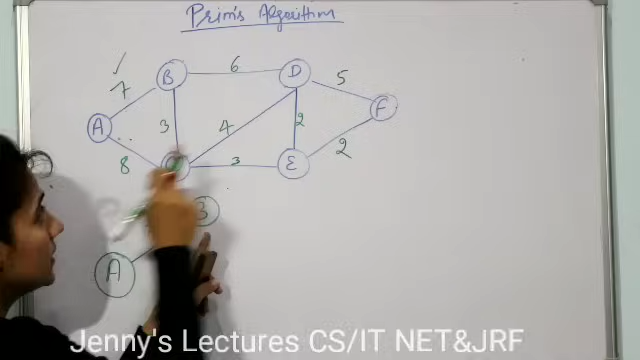 Prim's Algorithm
B 6 D 5
7
A 3 4 2 F
8 3 E 2
3
A
Jenny's Lectures CS/IT NET&JRF